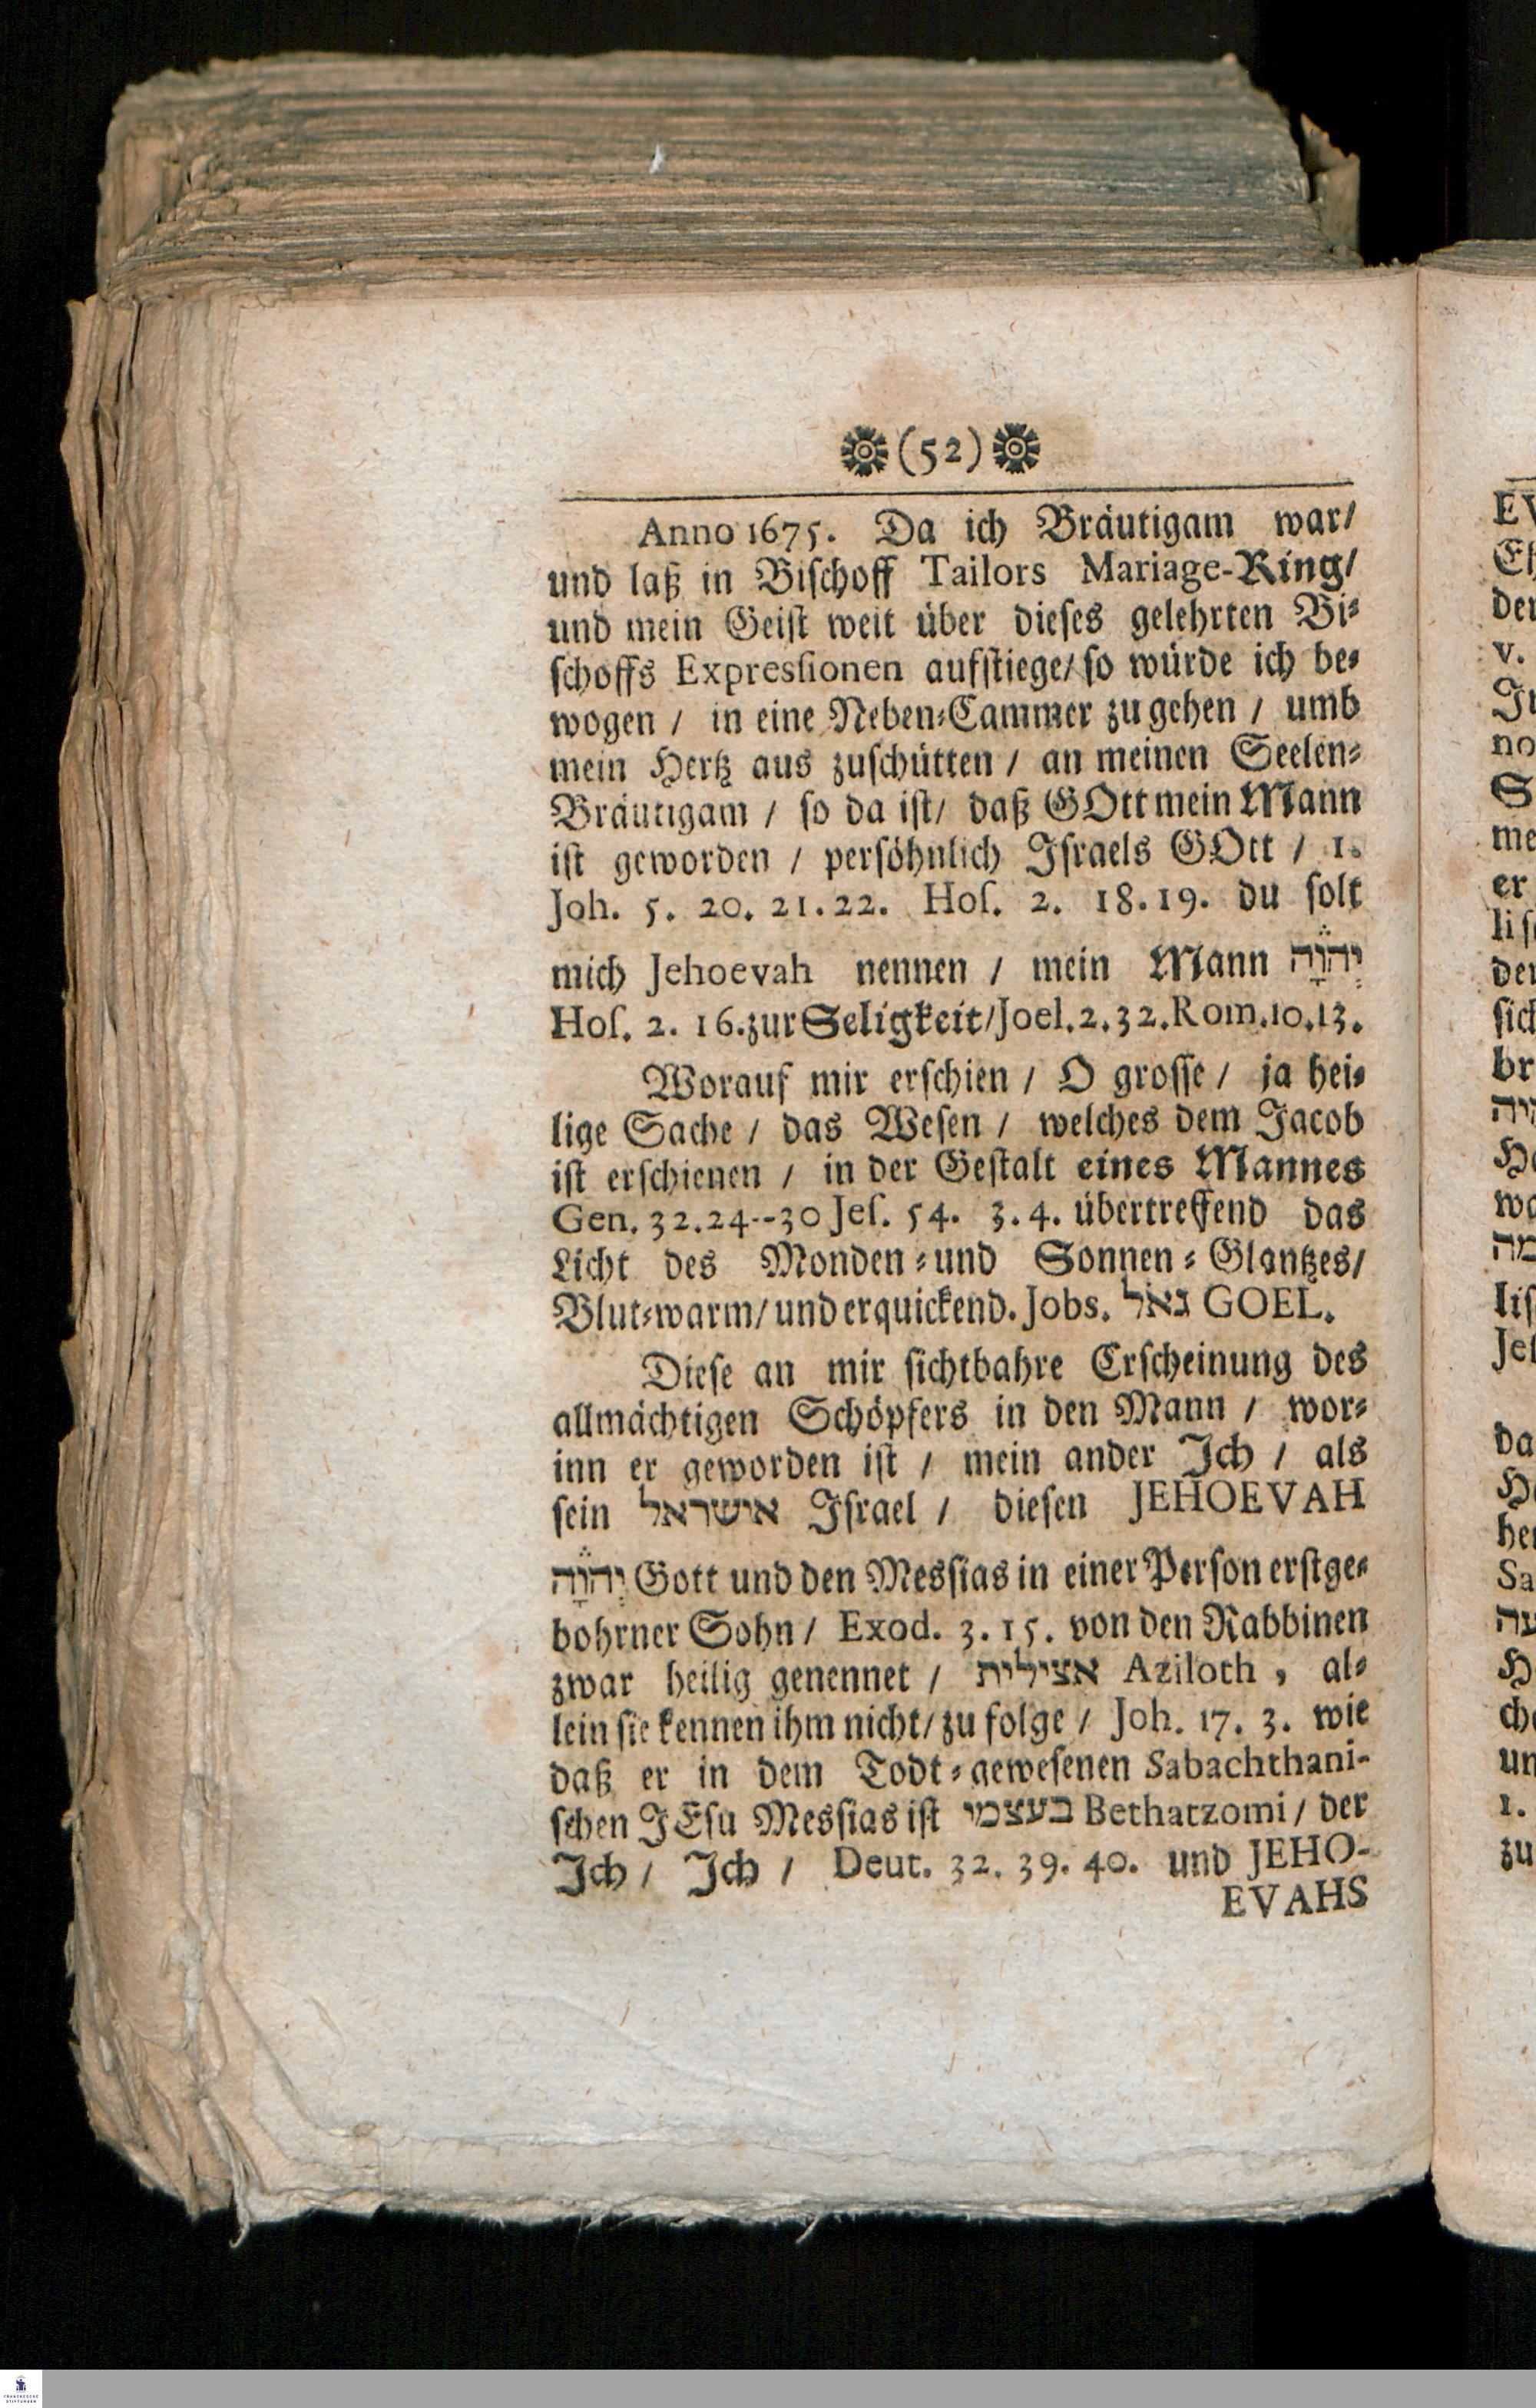 (52)
Anno 1675. Da ich Bräutigam war/
und laß in Bischoff Tailors Mariage-Ring/
und mein Geist weit über dieses gelehrten Bi-
schoffs Expressionen aufstiege/ so würde ich be-
wogen / in eine Neben-Cammer zu gehen / umb
mein Hertz aus zuschütten / an meinen Seelen-
Bräutigam / so da ist/ daß GOtt mein Mann
ist geworden / persöhnlich Israels GOtt / 1.
Joh. 5. 20. 21. 22. Hos. 2. 18. 19. du solt
mich Jehoevah nennen / mein Mann יְהֹוָה
Hos. 2. 16. zur Seligkeit/ Joel. 2. 32. Rom. 10. 13.
Worauf mir erschien / O grosse / ja hei-
lige Sache / das Wesen / welches dem Jacob
ist erschienen / in der Gestalt eines Mannes
Gen. 32. 24--30 Jes. 54. 3. 4. übertreffend das
Licht des Monden- und Sonnen-Glantzes/
Blut-warm/ und erquickend. Jobs. גאל GOEL.
Diese an mir sichtbahre Erscheinung des
allmächtigen Schöpfers in den Mann / wor-
inn er geworden ist / mein ander Ich / als
sein אישראל Israel / diesen JEHOEVAH
יְהֹוָה Gott und den Messias in einer Person erstge-
bohrner Sohn / Exod. 3. 15. von den Rabbinen
zwar heilig genennet / אצילית Aziloth, al-
lein sie kennen ihm nicht/ zu folge / Joh. 17. 3. wie
daß er in dem Todt-gewesenen Sabachthani-
schen JEsu Messias ist בעצמי Bethatzomi / der
Ich / Ich / Deut. 32. 39. 40. und JEHO-
EVAHS